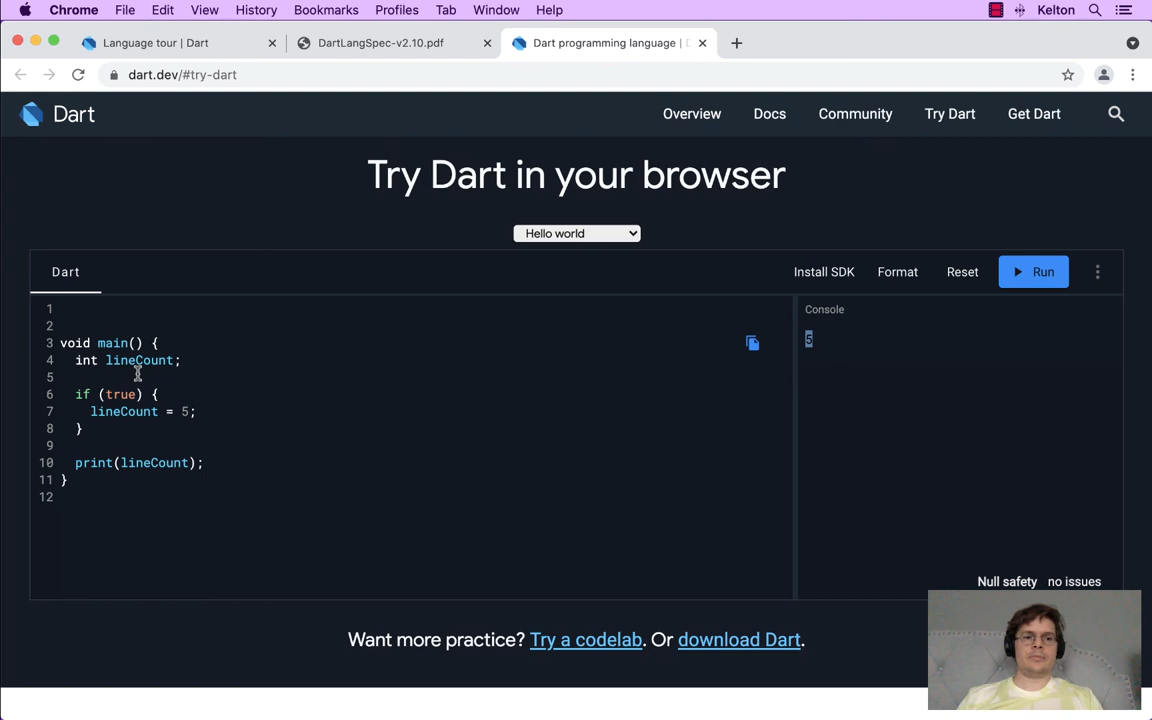 Chrome File Edit View History Bookmarks Profiles Tab Window Help Kelton
Language tour | Dart
DartLangSpec-v2.10.pdf
Dart programming language |
dart.dev/#try-dart
Dart
Overview Docs Community Try Dart Get Dart
Try Dart in your browser
Hello world
Dart
Install SDK Format Reset Run
Console
5
1
2
3 void main() {
4 int lineCount;
5
6 if (true) {
7 lineCount = 5;
8 }
9
10 print(lineCount);
11 }
12
Null safety no issues
Want more practice? Try a codelab. Or download Dart.